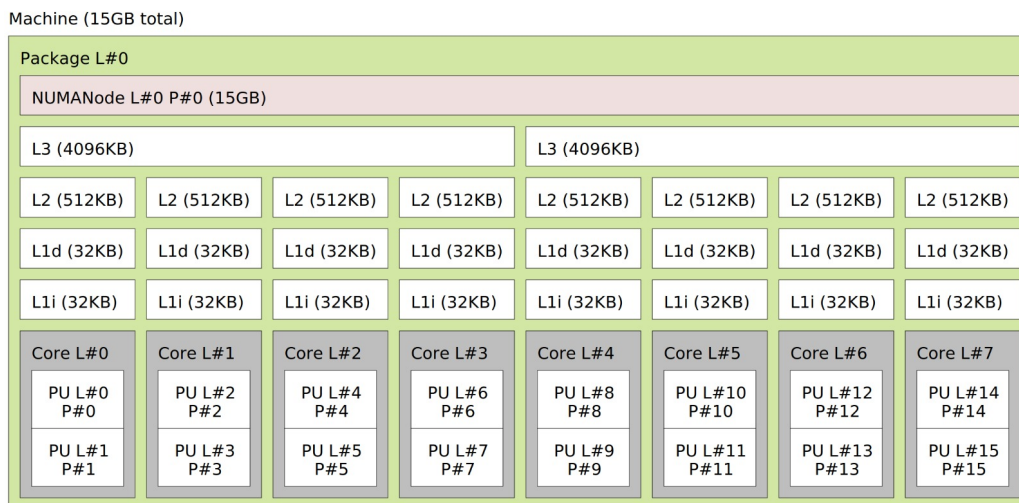 Machine (15GB total)
Package L#0
NUMANode L#0 P#0 (15GB)
L3 (4096KB) L3 (4096KB)
L2 (512KB) L2 (512KB) L2 (512KB) L2 (512KB) L2 (512KB) L2 (512KB) L2 (512KB) L2 (512KB)
L1d (32KB) L1d (32KB) L1d (32KB) L1d (32KB) L1d (32KB) L1d (32KB) L1d (32KB) L1d (32KB)
L1i (32KB) L1i (32KB) L1i (32KB) L1i (32KB) L1i (32KB) L1i (32KB) L1i (32KB) L1i (32KB)
Core L#0 Core L#1 Core L#2 Core L#3 Core L#4 Core L#5 Core L#6 Core L#7
PU L#0 PU L#2 PU L#4 PU L#6 PU L#8 PU L#10 PU L#12 PU L#14
P#0 P#2 P#4 P#6 P#8 P#10 P#12 P#14
PU L#1 PU L#3 PU L#5 PU L#7 PU L#9 PU L#11 PU L#13 PU L#15
P#1 P#3 P#5 P#7 P#9 P#11 P#13 P#15